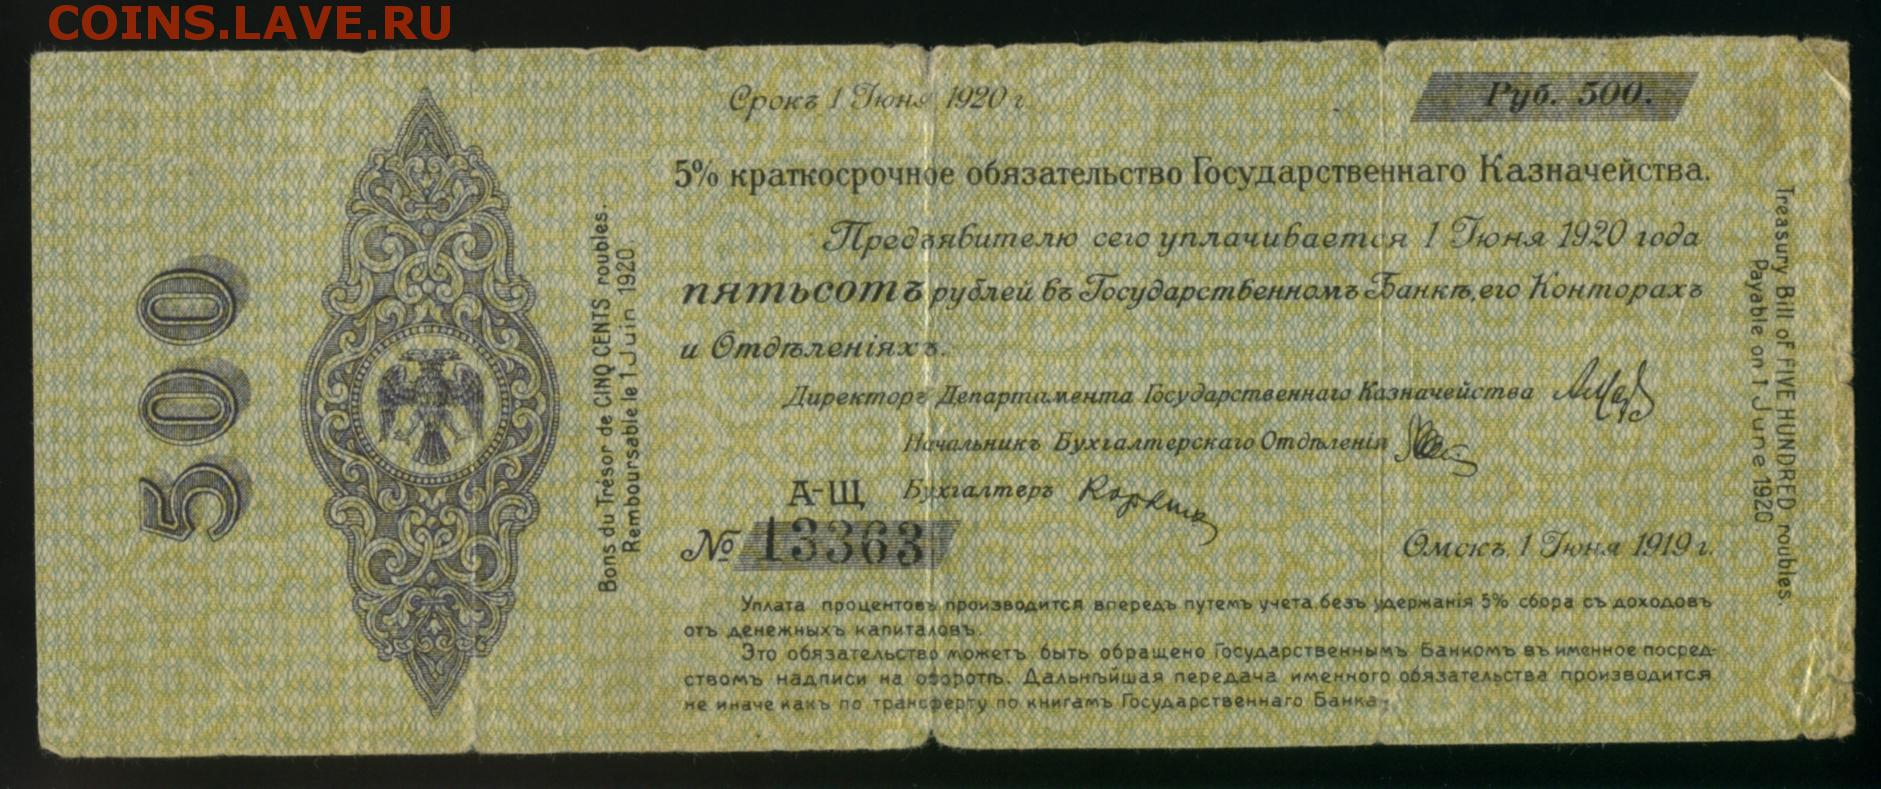 COINS.LAVE.RU
Срокъ 1 Іюня 1920 г.
Руб. 500.
5% краткосрочное обязательство Государственнаго Казначейства.
Предъявителю сего уплачивается 1 Іюня 1920 года
пятьсотъ рублей въ Государственномъ Банкѣ, его Конторахъ
и Отдѣленіяхъ.
Директоръ Департамента Государственнаго Казначейства
Начальникъ Бухгалтерскаго Отдѣленія
А-Щ Бухгалтеръ
№ 13363
Омскъ, 1 Іюня 1919 г.
Уплата процентовъ производится впередъ путемъ учета, безъ удержанія 5% сбора съ доходовъ
отъ денежныхъ капиталовъ.
Это обязательство можетъ быть обращено Государственнымъ Банкомъ въ именное посред-
ствомъ надписи на оборотѣ. Дальнѣйшая передача именного обязательства производится
не иначе какъ по трансферту по книгамъ Государственнаго Банка.
500
Bons du Trésor de CINQ CENTS roubles.
Remboursable le 1 Juin 1920.
Treasury Bill of FIVE HUNDRED roubles.
Payable on 1 June 1920